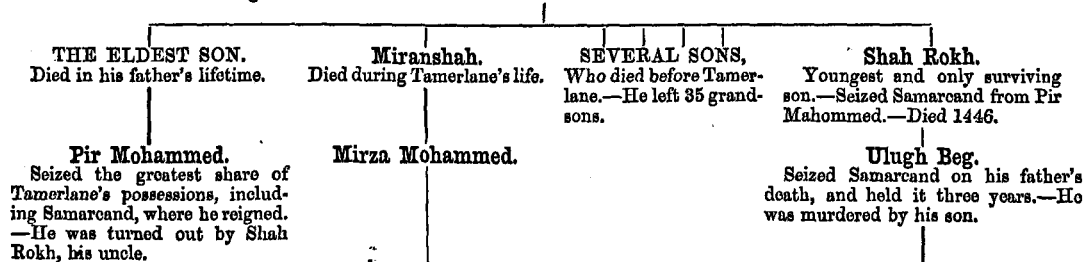 THE ELDEST SON.
Died in his father's lifetime.
Miranshah.
Died during Tamerlane's life.
SEVERAL SONS,
Who died before Tamer-
lane.—He left 35 grand-
sons.
Shah Rokh.
Youngest and only surviving
son.—Seized Samarcand from Pir
Mahommed.—Died 1446.
Pir Mohammed.
Seized the greatest share of
Tamerlane's possessions, includ-
ing Samarcand, where he reigned.
—He was turned out by Shah
Rokh, his uncle.
Mirza Mohammed.
Ulugh Beg.
Seized Samarcand on his father's
death, and held it three years.—He
was murdered by his son.